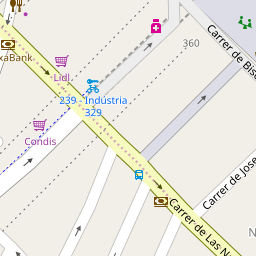 360
xaBank
Lidl
239 - Indústria
329
Condis
Carrer de Bis
Carrer de Jose
Carrer de Las N
N